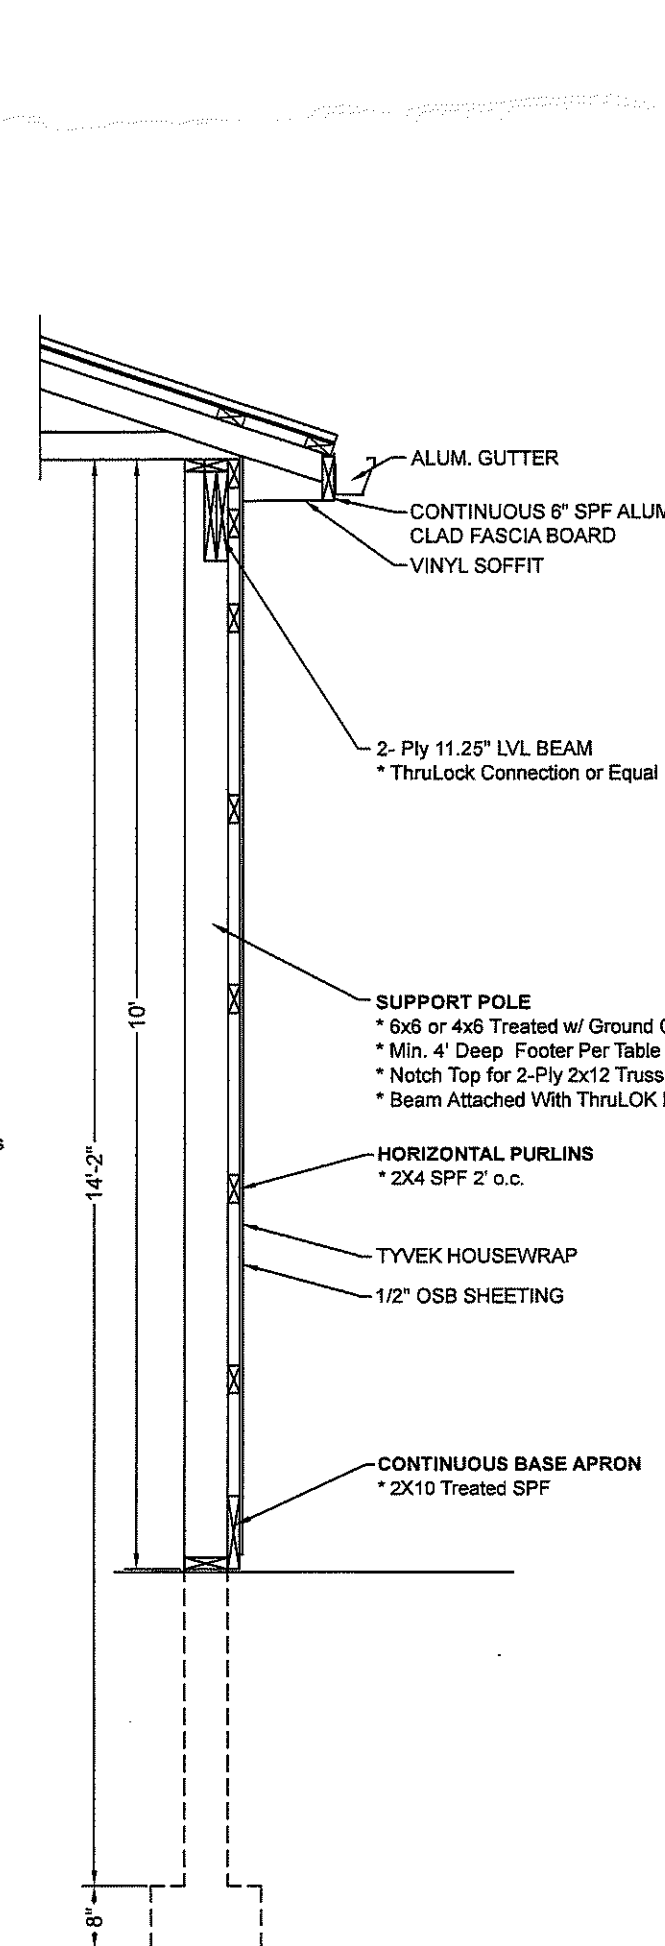 ALUM. GUTTER
CONTINUOUS 6" SPF ALUM
CLAD FASCIA BOARD
VINYL SOFFIT
2- Ply 11.25" LVL BEAM
* ThruLock Connection or Equal
SUPPORT POLE
* 6x6 or 4x6 Treated w/ Ground
* Min. 4' Deep Footer Per Table
* Notch Top for 2-Ply 2x12 Truss
* Beam Attached With ThruLOK
10'
14'-2"
s
HORIZONTAL PURLINS
* 2X4 SPF 2' o.c.
TYVEK HOUSEWRAP
1/2" OSB SHEETING
CONTINUOUS BASE APRON
* 2X10 Treated SPF
8"